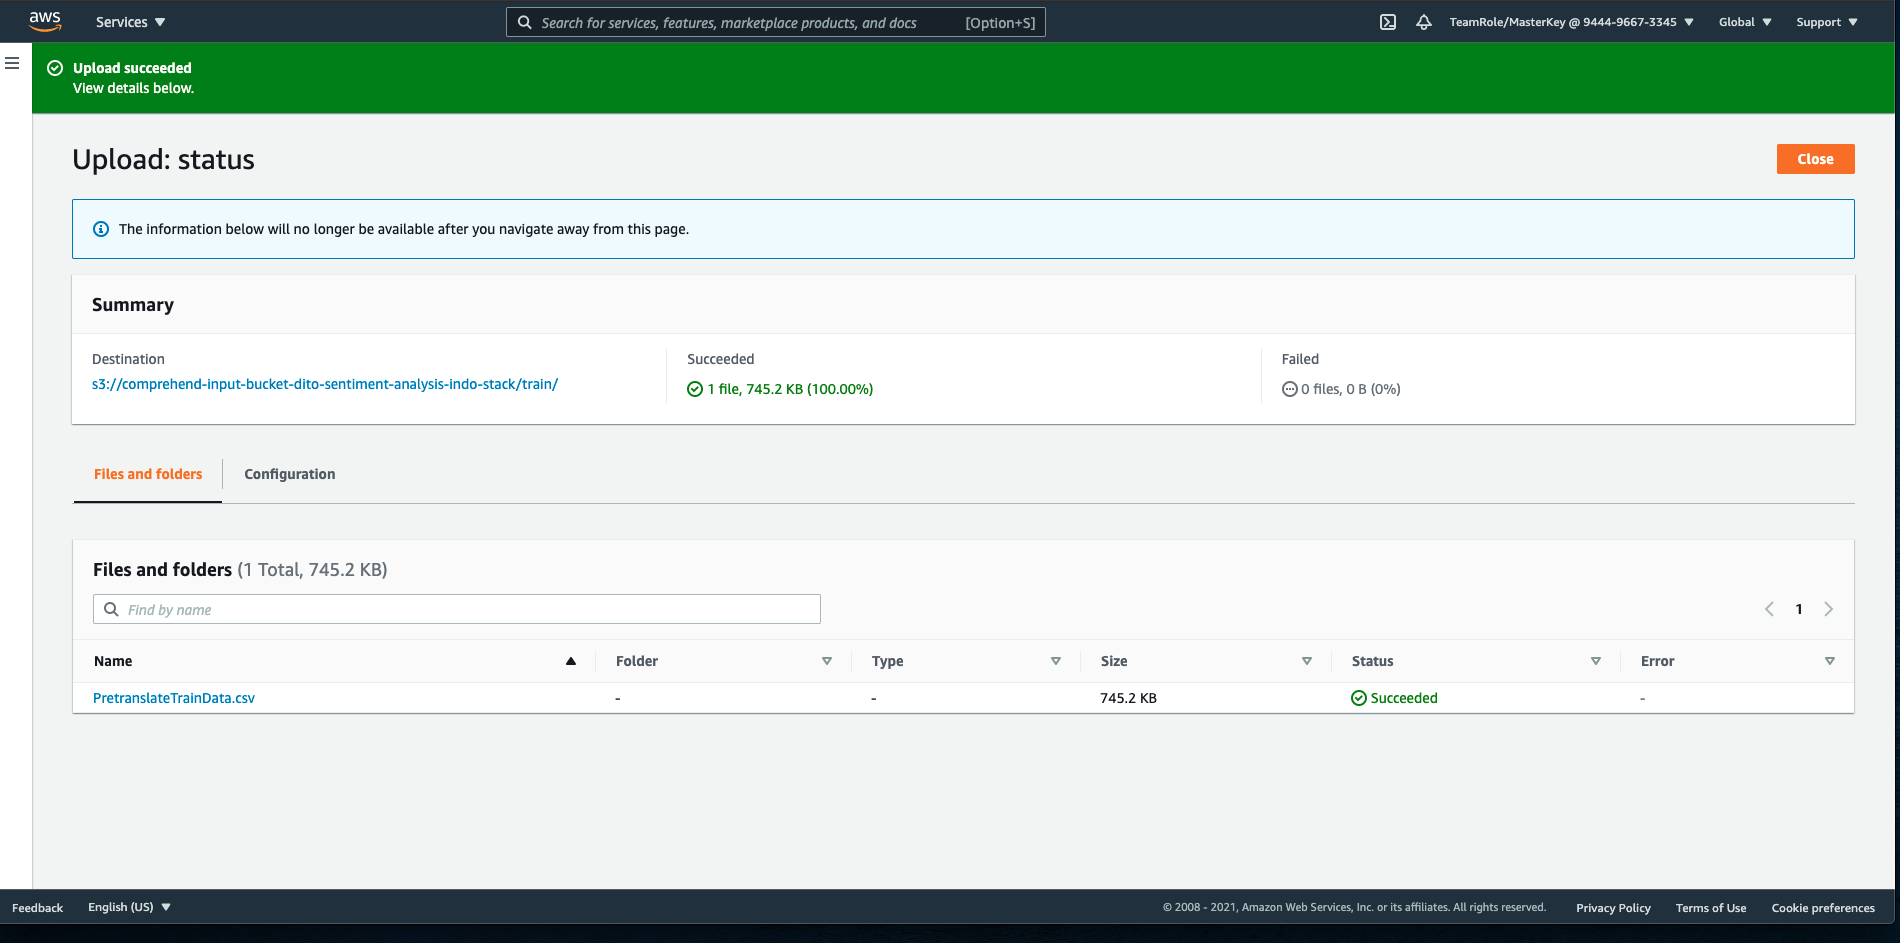 aws Services Search for services, features, marketplace products, and docs [Option+S] TeamRole/MasterKey @ 9444-9667-3345 Global Support
Upload succeeded
View details below.
Upload: status
Close
The information below will no longer be available after you navigate away from this page.
Summary
Destination Succeeded Failed
s3://comprehend-input-bucket-dito-sentiment-analysis-indo-stack/train/ 1 file, 745.2 KB (100.00%) 0 files, 0 B (0%)
Files and folders Configuration
Files and folders (1 Total, 745.2 KB)
Find by name 1
Name Folder Type Size Status Error
PretranslateTrainData.csv - - 745.2 KB Succeeded -
Feedback English (US) © 2008 - 2021, Amazon Web Services, Inc. or its affiliates. All rights reserved. Privacy Policy Terms of Use Cookie preferences